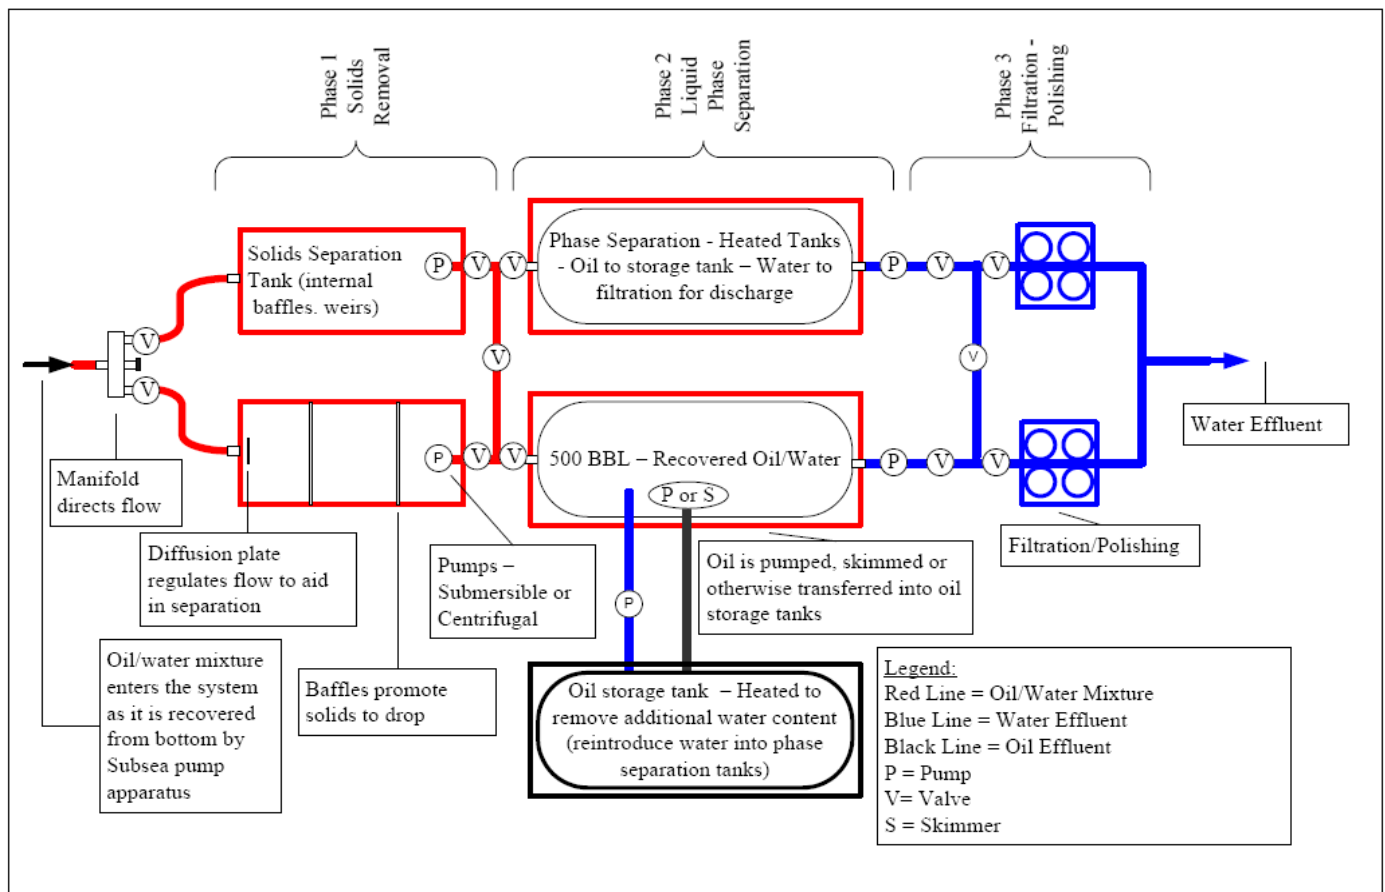 Phase 1
Solids
Removal
Phase 2
Liquid
Phase
Separation
Phase 3
Filtration -
Polishing
Solids Separation
Tank (internal
baffles. weirs)
P
V
V
Phase Separation - Heated Tanks
- Oil to storage tank – Water to
filtration for discharge
P
V
V
V
V
V
V
P
V
V
500 BBL – Recovered Oil/Water
P or S
P
V
V
Water Effluent
Manifold
directs flow
Diffusion plate
regulates flow to aid
in separation
Pumps –
Submersible or
Centrifugal
P
Oil is pumped, skimmed or
otherwise transferred into oil
storage tanks
Filtration/Polishing
Oil/water mixture
enters the system
as it is recovered
from bottom by
Subsea pump
apparatus
Baffles promote
solids to drop
Oil storage tank – Heated to
remove additional water content
(reintroduce water into phase
separation tanks)
Legend:
Red Line = Oil/Water Mixture
Blue Line = Water Effluent
Black Line = Oil Effluent
P = Pump
V= Valve
S = Skimmer